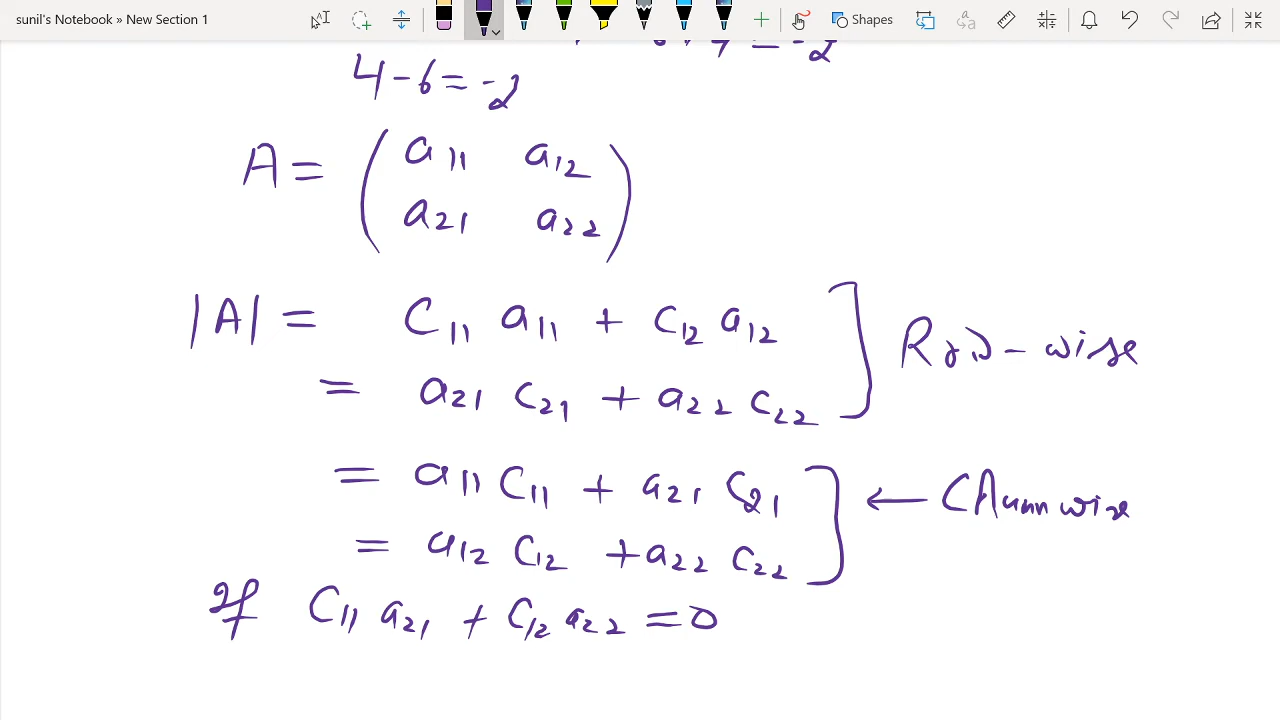 sunil's Notebook » New Section 1
Shapes
= -2
4 - 6 = -2
A = ( a11 a12
a21 a22 )
|A| = C11 a11 + C12 a12
= a21 C21 + a22 C22 ] Row-wise
= a11 C11 + a21 C21
= a12 C12 + a22 C22 ] ← Column wise
If C11 a21 + C12 a22 = 0